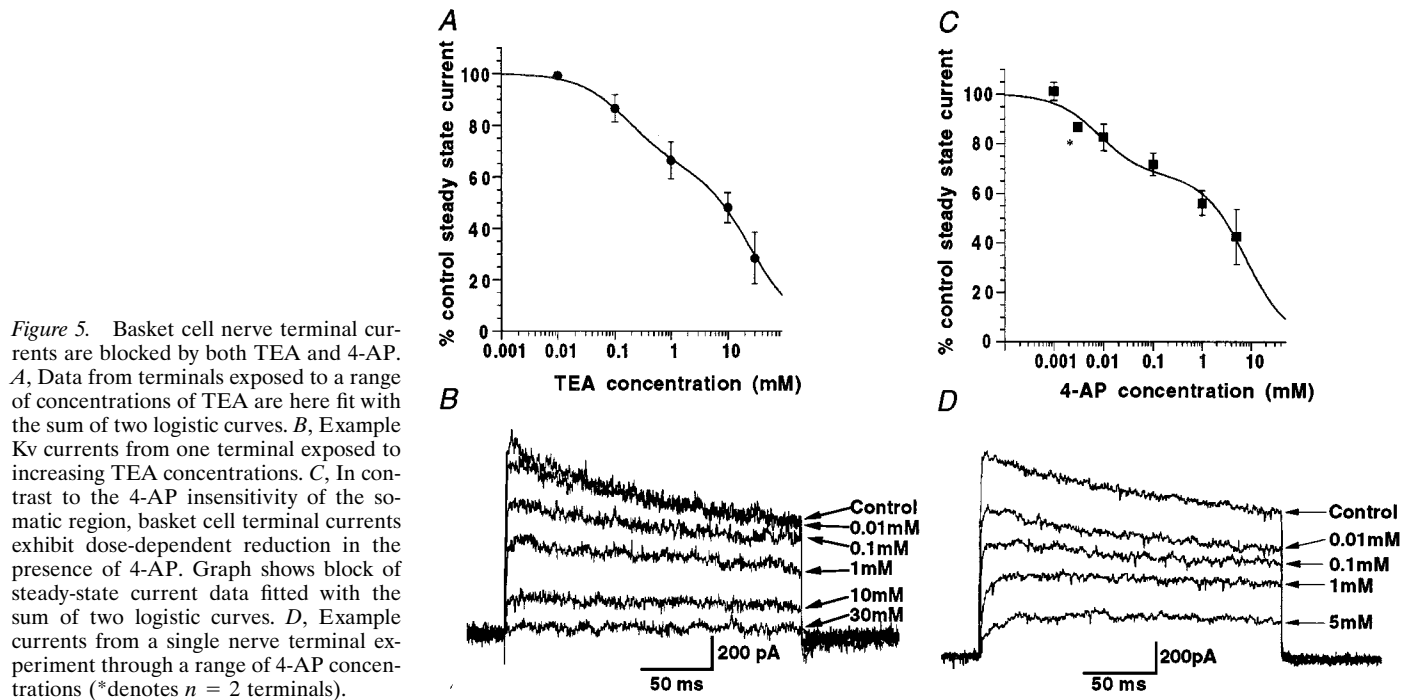 Figure 5. Basket cell nerve terminal cur-
rents are blocked by both TEA and 4-AP.
A, Data from terminals exposed to a range
of concentrations of TEA are here fit with
the sum of two logistic curves. B, Example
Kv currents from one terminal exposed to
increasing TEA concentrations. C, In con-
trast to the 4-AP insensitivity of the so-
matic region, basket cell terminal currents
exhibit dose-dependent reduction in the
presence of 4-AP. Graph shows block of
steady-state current data fitted with the
sum of two logistic curves. D, Example
currents from a single nerve terminal ex-
periment through a range of 4-AP concen-
trations (*denotes n = 2 terminals).
A
% control steady state current
100
80
60
40
20
0
0.001 0.01 0.1 1 10
TEA concentration (mM)
B
Control
0.01mM
0.1mM
1mM
10mM
30mM
200 pA
50 ms
C
% control steady state current
100
80
60
40
20
0
*
0.001 0.01 0.1 1 10
4-AP concentration (mM)
D
Control
0.01mM
0.1mM
1mM
5mM
200pA
50 ms